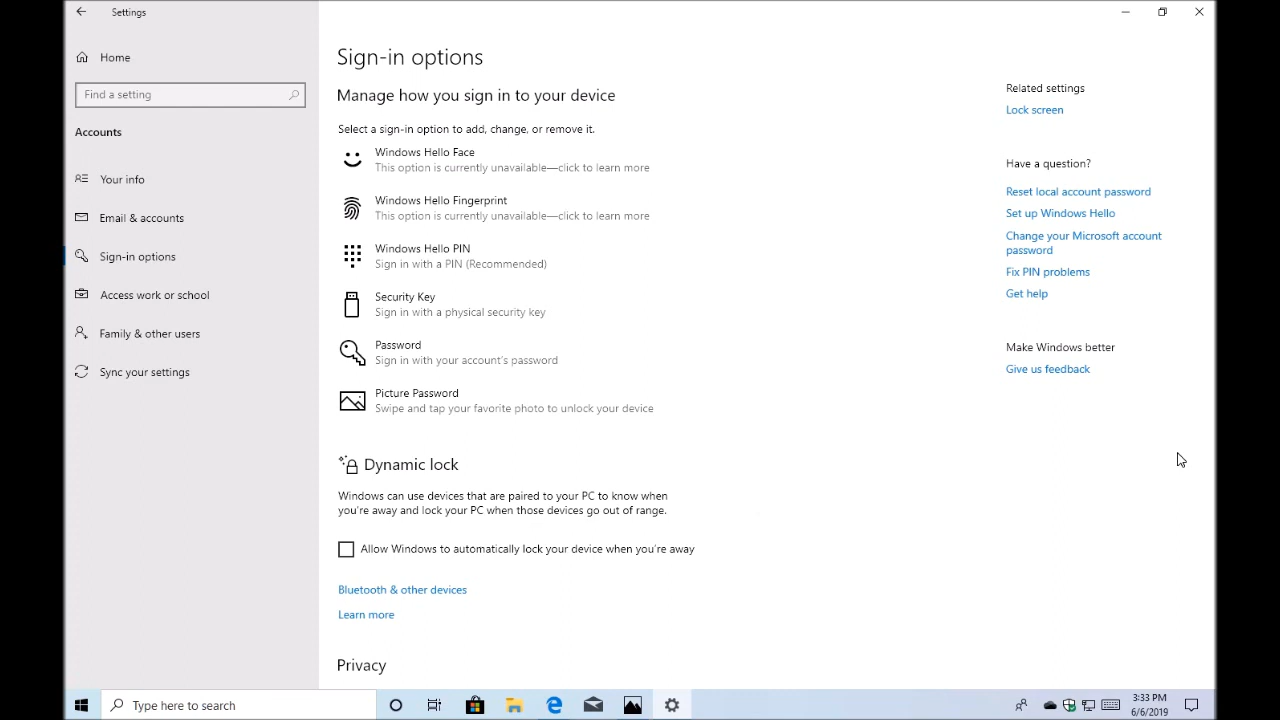 Settings
Home
Find a setting
Accounts
Your info
Email & accounts
Sign-in options
Access work or school
Family & other users
Sync your settings
Sign-in options
Manage how you sign in to your device
Select a sign-in option to add, change, or remove it.
Windows Hello Face
This option is currently unavailable—click to learn more
Windows Hello Fingerprint
This option is currently unavailable—click to learn more
Windows Hello PIN
Sign in with a PIN (Recommended)
Security Key
Sign in with a physical security key
Password
Sign in with your account's password
Picture Password
Swipe and tap your favorite photo to unlock your device
Dynamic lock
Windows can use devices that are paired to your PC to know when
you're away and lock your PC when those devices go out of range.
Allow Windows to automatically lock your device when you're away
Bluetooth & other devices
Learn more
Privacy
Related settings
Lock screen
Have a question?
Reset local account password
Set up Windows Hello
Change your Microsoft account
password
Fix PIN problems
Get help
Make Windows better
Give us feedback
Type here to search
3:33 PM
6/6/2019